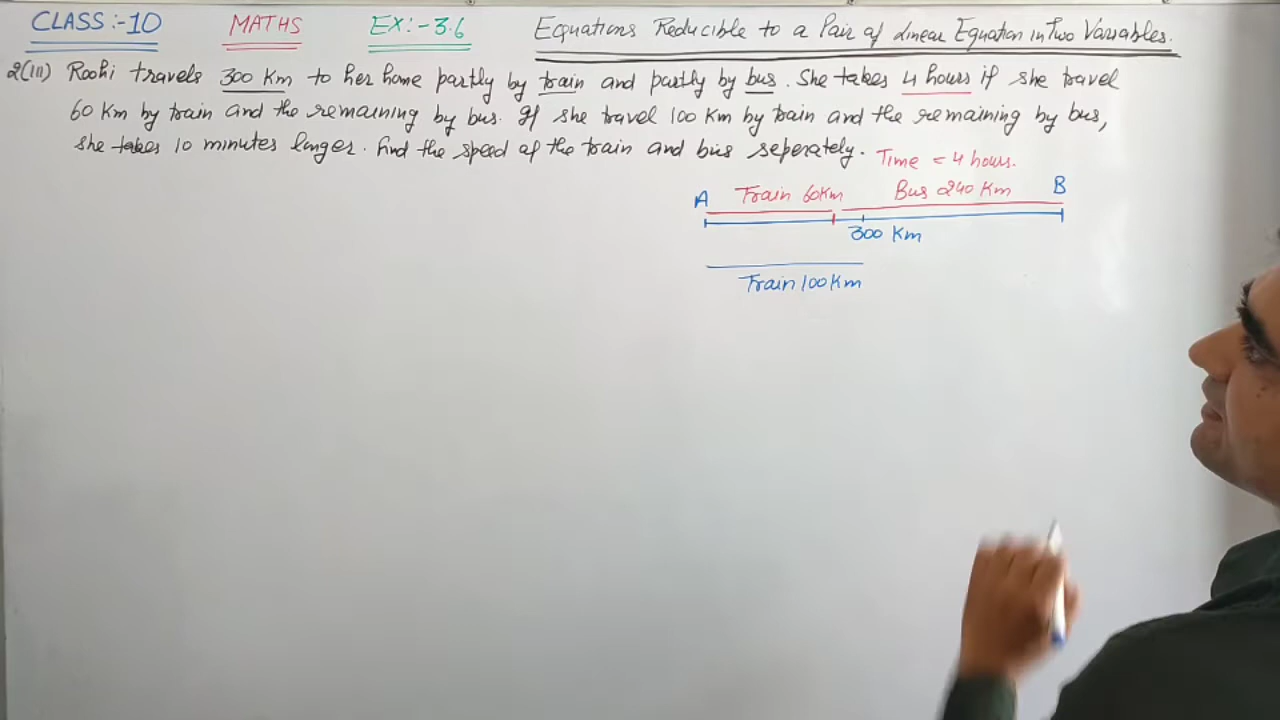 CLASS:-10 MATHS EX:-3.6 Equations Reducible to a Pair of Linear Equation in Two Variables.
2(iii) Roohi travels 300 Km to her home partly by train and partly by bus. She takes 4 hours if she travel
60 Km by train and the remaining by bus. If she travel 100 Km by train and the remaining by bus,
she takes 10 minutes longer. Find the speed of the train and bus seperately.
Time = 4 hours.
A Train 60Km Bus 240 Km B
300 Km
Train 100 Km